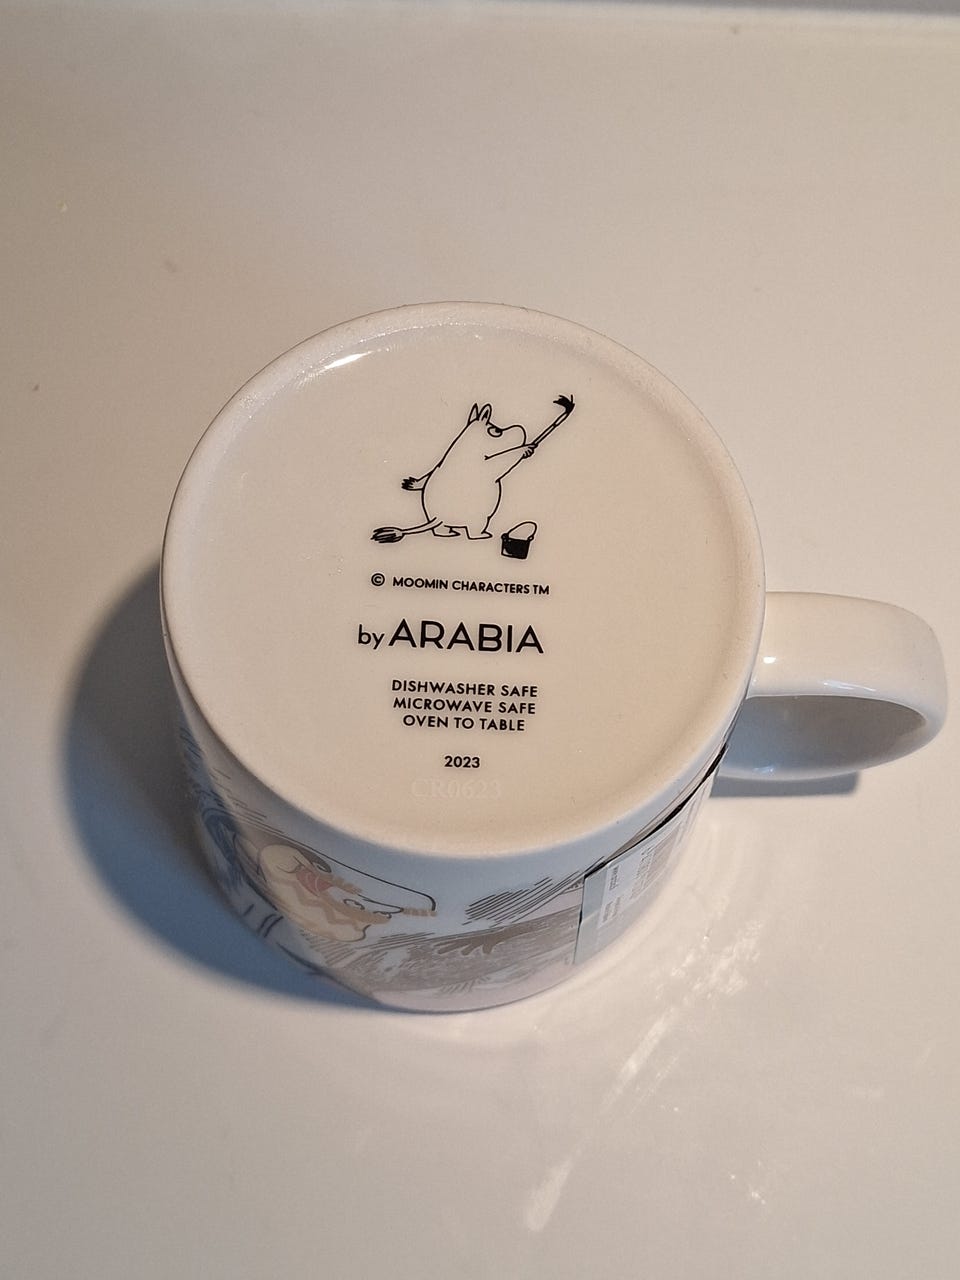 © MOOMIN CHARACTERS TM
by ARABIA
DISHWASHER SAFE
MICROWAVE SAFE
OVEN TO TABLE
2023
CR0623